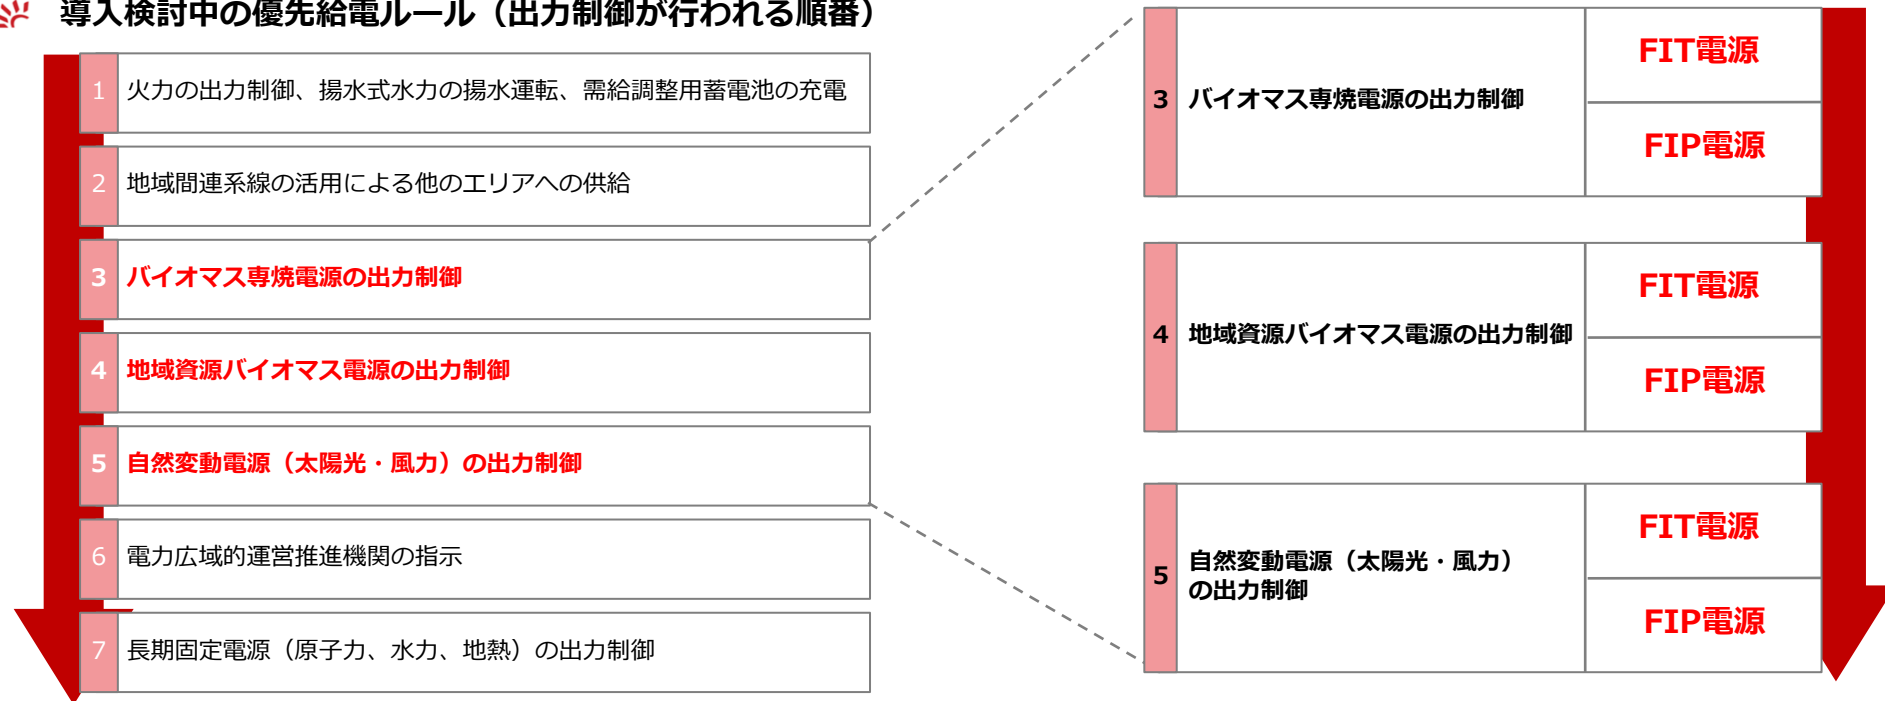 導入検討中の優先給電ルール（出力制御が行われる順番）
1 火力の出力制御、揚水式水力の揚水運転、需給調整用蓄電池の充電
2 地域間連系線の活用による他のエリアへの供給
3 バイオマス専焼電源の出力制御
4 地域資源バイオマス電源の出力制御
5 自然変動電源（太陽光・風力）の出力制御
6 電力広域的運営推進機関の指示
7 長期固定電源（原子力、水力、地熱）の出力制御
3 バイオマス専焼電源の出力制御
FIT電源
FIP電源
4 地域資源バイオマス電源の出力制御
FIT電源
FIP電源
5 自然変動電源（太陽光・風力）
の出力制御
FIT電源
FIP電源